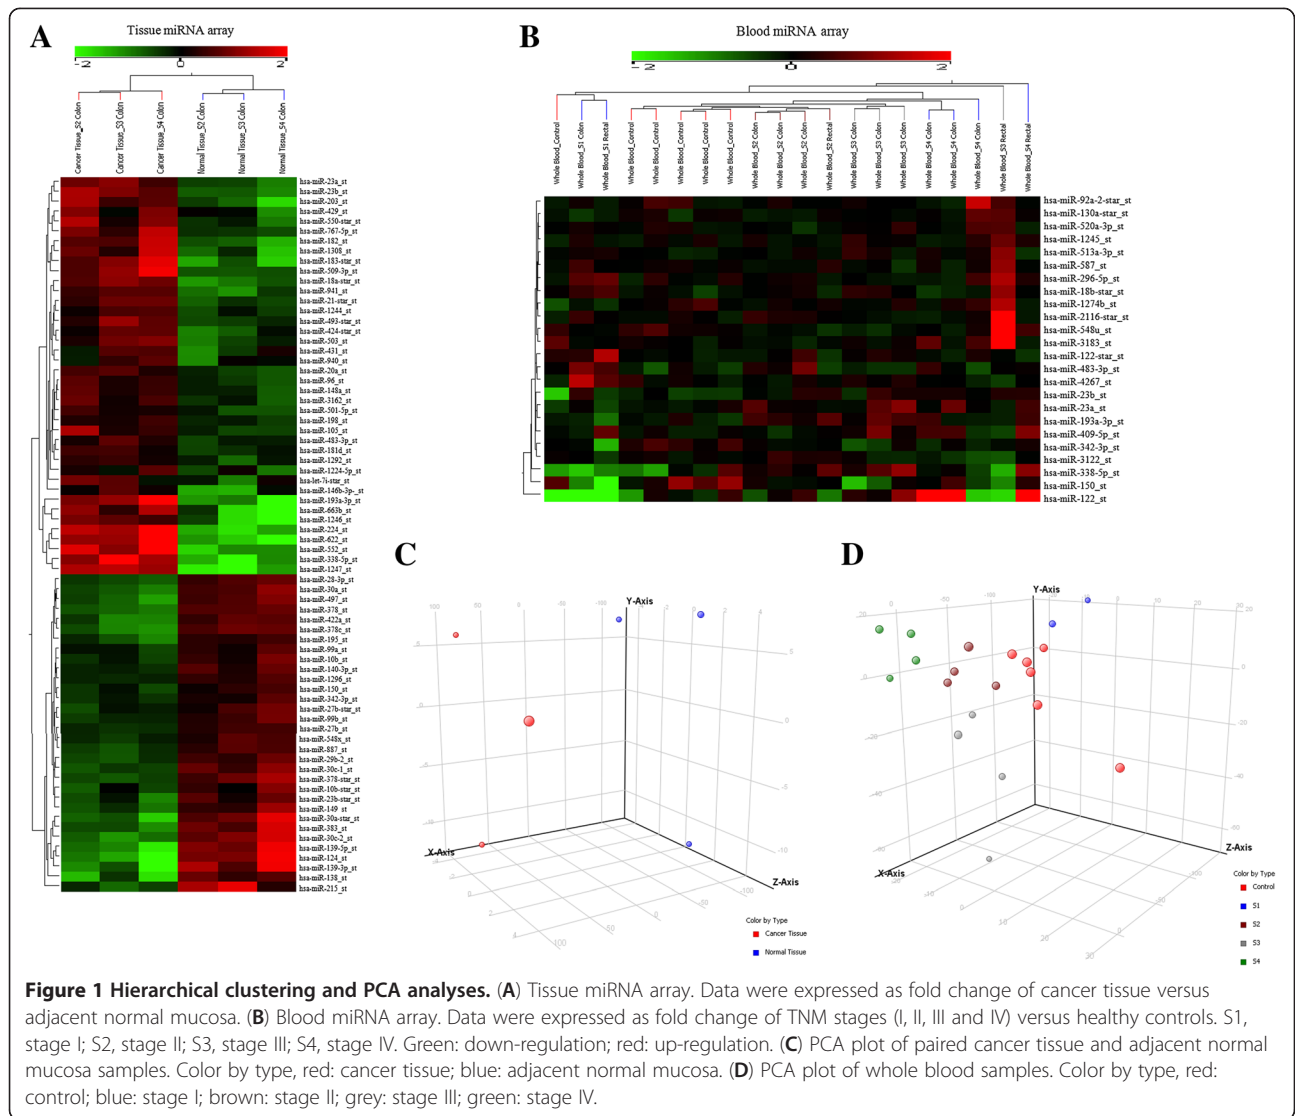 A
Tissue miRNA array
-2
0
2
Cancer Tissue_S2 Colon
Cancer Tissue_S3 Colon
Cancer Tissue_S4 Colon
Normal Tissue_S2 Colon
Normal Tissue_S3 Colon
Normal Tissue_S4 Colon
hsa-miR-23a_st
hsa-miR-23b_st
hsa-miR-203_st
hsa-miR-429_st
hsa-miR-550-star_st
hsa-miR-767-5p_st
hsa-miR-182_st
hsa-miR-1308_st
hsa-miR-183-star_st
hsa-miR-509-3p_st
hsa-miR-18a-star_st
hsa-miR-941_st
hsa-miR-21-star_st
hsa-miR-1244_st
hsa-miR-493-star_st
hsa-miR-424-star_st
hsa-miR-503_st
hsa-miR-431_st
hsa-miR-940_st
hsa-miR-20a_st
hsa-miR-96_st
hsa-miR-148a_st
hsa-miR-3162_st
hsa-miR-501-5p_st
hsa-miR-198_st
hsa-miR-105_st
hsa-miR-483-3p_st
hsa-miR-181d_st
hsa-miR-1292_st
hsa-miR-1224-5p_st
hsa-let-7i-star_st
hsa-miR-146b-3p-_st
hsa-miR-193a-3p_st
hsa-miR-663b_st
hsa-miR-1246_st
hsa-miR-224_st
hsa-miR-622_st
hsa-miR-552_st
hsa-miR-338-5p_st
hsa-miR-1247_st
hsa-miR-28-3p_st
hsa-miR-30a_st
hsa-miR-497_st
hsa-miR-378_st
hsa-miR-422a_st
hsa-miR-378c_st
hsa-miR-195_st
hsa-miR-99a_st
hsa-miR-10b_st
hsa-miR-140-3p_st
hsa-miR-1296_st
hsa-miR-150_st
hsa-miR-342-3p_st
hsa-miR-27b-star_st
hsa-miR-99b_st
hsa-miR-27b_st
hsa-miR-548x_st
hsa-miR-887_st
hsa-miR-29b-2_st
hsa-miR-30c-1_st
hsa-miR-378-star_st
hsa-miR-10b-star_st
hsa-miR-23b-star_st
hsa-miR-149_st
hsa-miR-30a-star_st
hsa-miR-383_st
hsa-miR-30c-2_st
hsa-miR-139-5p_st
hsa-miR-124_st
hsa-miR-139-3p_st
hsa-miR-138_st
hsa-miR-215_st
B
Blood miRNA array
-2
0
2
Whole Blood_Control
Whole Blood_S1 Colon
Whole Blood_S1 Rectal
Whole Blood_Control
Whole Blood_Control
Whole Blood_Control
Whole Blood_Control
Whole Blood_Control
Whole Blood_S2 Colon
Whole Blood_S2 Colon
Whole Blood_S2 Colon
Whole Blood_S2 Rectal
Whole Blood_S3 Colon
Whole Blood_S3 Colon
Whole Blood_S3 Colon
Whole Blood_S4 Colon
Whole Blood_S4 Colon
Whole Blood_S4 Colon
Whole Blood_S3 Rectal
Whole Blood_S4 Rectal
hsa-miR-92a-2-star_st
hsa-miR-130a-star_st
hsa-miR-520a-3p_st
hsa-miR-1245_st
hsa-miR-513a-3p_st
hsa-miR-587_st
hsa-miR-296-5p_st
hsa-miR-18b-star_st
hsa-miR-1274b_st
hsa-miR-2116-star_st
hsa-miR-548u_st
hsa-miR-3183_st
hsa-miR-122-star_st
hsa-miR-483-3p_st
hsa-miR-4267_st
hsa-miR-23b_st
hsa-miR-23a_st
hsa-miR-193a-3p_st
hsa-miR-409-5p_st
hsa-miR-342-3p_st
hsa-miR-3122_st
hsa-miR-338-5p_st
hsa-miR-150_st
hsa-miR-122_st
C
Y-Axis
X-Axis
Z-Axis
Color by Type
Cancer Tissue
Normal Tissue
D
Y-Axis
X-Axis
Z-Axis
Color by Type
Control
S1
S2
S3
S4
Figure 1 Hierarchical clustering and PCA analyses. (A) Tissue miRNA array. Data were expressed as fold change of cancer tissue versus
adjacent normal mucosa. (B) Blood miRNA array. Data were expressed as fold change of TNM stages (I, II, III and IV) versus healthy controls. S1,
stage I; S2, stage II; S3, stage III; S4, stage IV. Green: down-regulation; red: up-regulation. (C) PCA plot of paired cancer tissue and adjacent normal
mucosa samples. Color by type, red: cancer tissue; blue: adjacent normal mucosa. (D) PCA plot of whole blood samples. Color by type, red:
control; blue: stage I; brown: stage II; grey: stage III; green: stage IV.